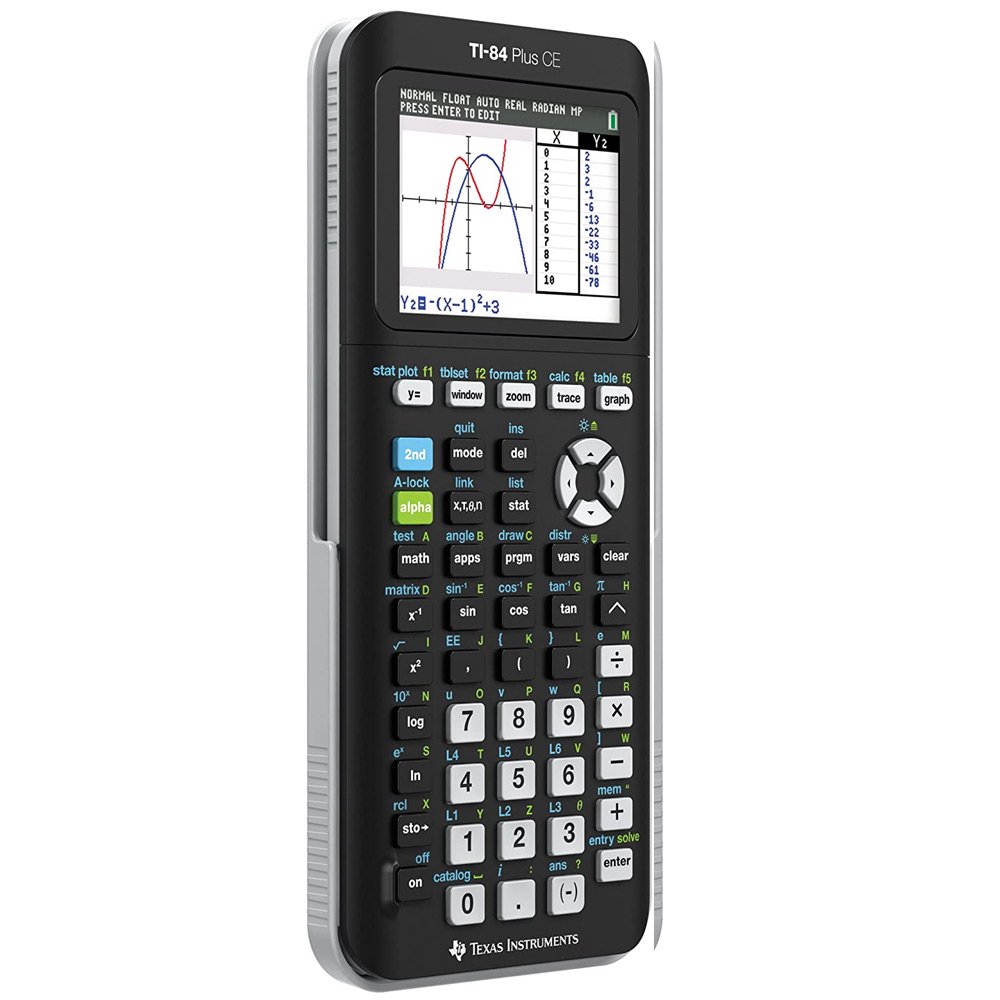 TI-84 Plus CE
NORMAL FLOAT AUTO REAL RADIAN MP
PRESS ENTER TO EDIT
X Y2
0 2
1 3
2 2
3 -1
4 -6
5 -13
6 -22
7 -33
8 -46
9 -61
10 -78
Y2=-(X-1)²+3
stat plot f1 tblset f2 format f3 calc f4 table f5
y= window zoom trace graph
quit ins
2nd mode del
A-lock link list
alpha X,T,θ,n stat
test A angle B draw C distr
math apps prgm vars clear
matrix D sin⁻¹ E cos⁻¹ F tan⁻¹ G π H
x⁻¹ sin cos tan ^
√ I EE J { K } L e M
x² , ( ) ÷
10ˣ N u O v P w Q [ R
log 7 8 9 ×
eˣ S L4 T L5 U L6 V ] W
ln 4 5 6 −
rcl X L1 Y L2 Z L3 θ mem "
sto→ 1 2 3 +
off catalog i : ans ? entry solve
on 0 . (-) enter
TEXAS INSTRUMENTS